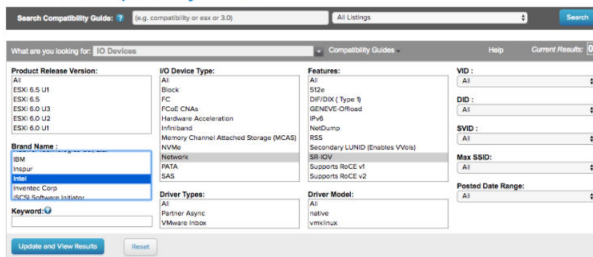 Search Compatibility Guide: ? (e.g. compatibility or esx or 3.0) All Listings Search
What are you looking for: IO Devices Compatibility Guides Help Current Results: 0
Product Release Version:
All
ESXi 6.5 U1
ESXi 6.5
ESXi 6.0 U3
ESXi 6.0 U2
ESXi 6.0 U1
Brand Name :
IBM
Inspur
Intel
Inventec Corp
iSCSI Software Initiator
Keyword:
I/O Device Type:
All
Block
FC
FCoE CNAs
Hardware Acceleration
Infiniband
Memory Channel Attached Storage (MCAS)
NVMe
Network
PATA
SAS
Driver Types:
All
Partner Async
VMware Inbox
Features:
All
512e
DIF/DIX ( Type 1)
GENEVE-Offload
IPv6
NetDump
RSS
Secondary LUNID (Enables VVols)
SR-IOV
Supports RoCE v1
Supports RoCE v2
Driver Model:
All
native
vmklinux
VID :
All
DID :
All
SVID :
All
Max SSID:
All
Posted Date Range:
All
Update and View Results Reset